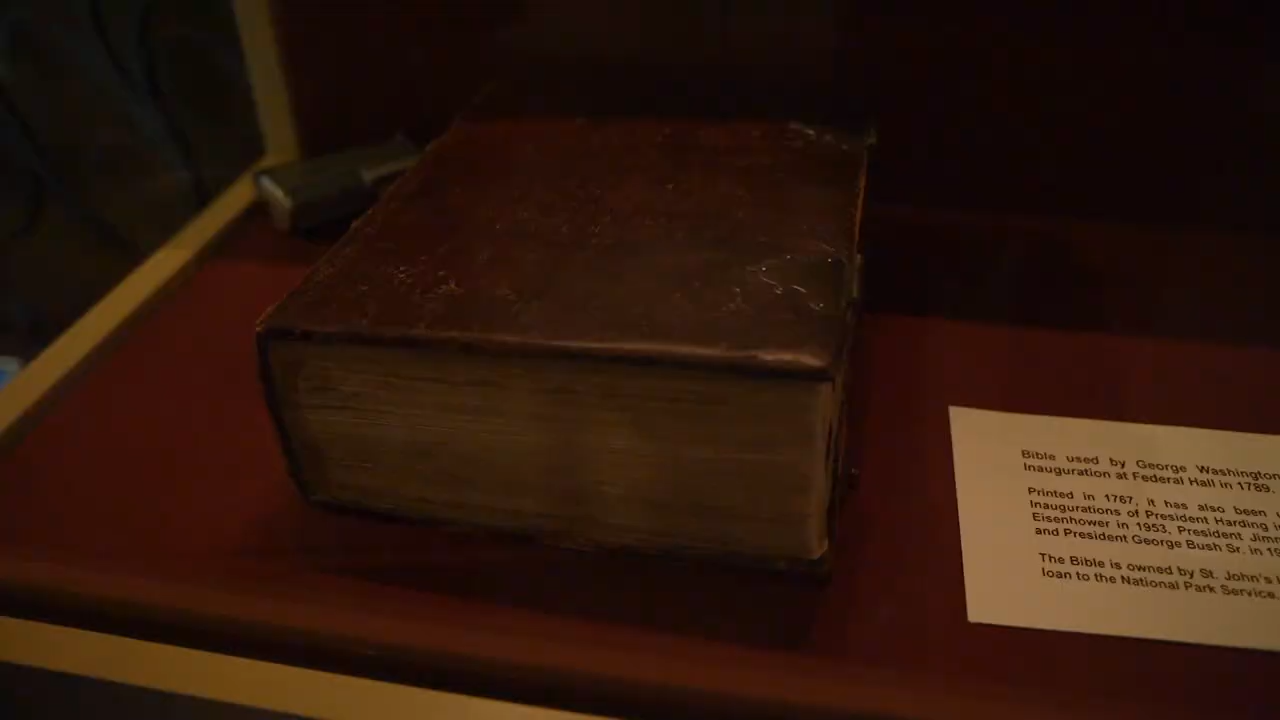 Bible used by George Washington
Inauguration at Federal Hall in 1789.
Printed in 1767, it has also been
Inaugurations of President Harding
Eisenhower in 1953, President
and President George Bush Sr. in
The Bible is owned by St. John's
loan to the National Park Service.